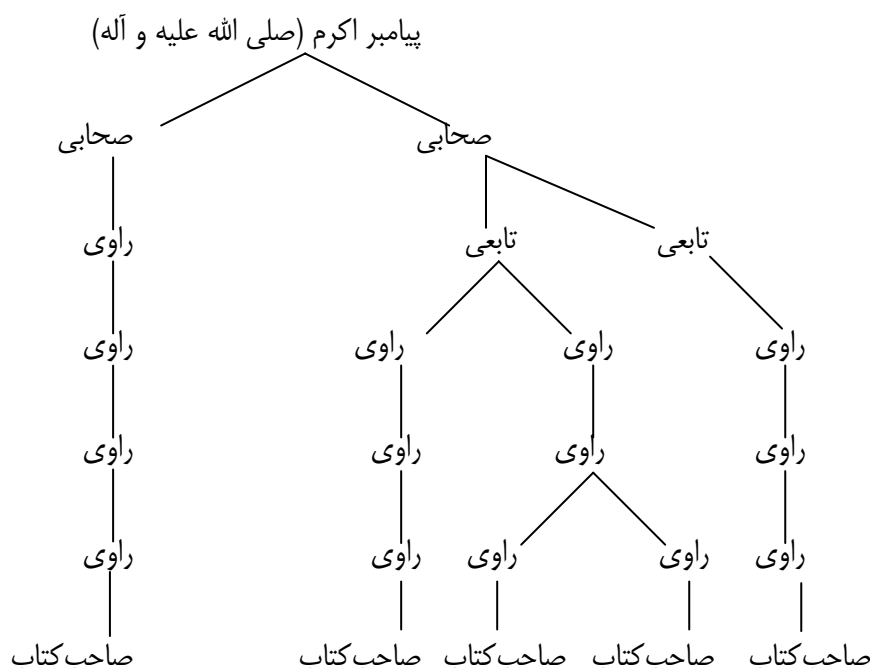 پیامبر اکرم (صلی الله علیه و آله)
صحابی صحابی
تابعی تابعی راوی
راوی راوی راوی راوی
راوی راوی راوی راوی
راوی راوی راوی راوی راوی
صاحب‌کتاب صاحب‌کتاب صاحب‌کتاب صاحب‌کتاب صاحب‌کتاب